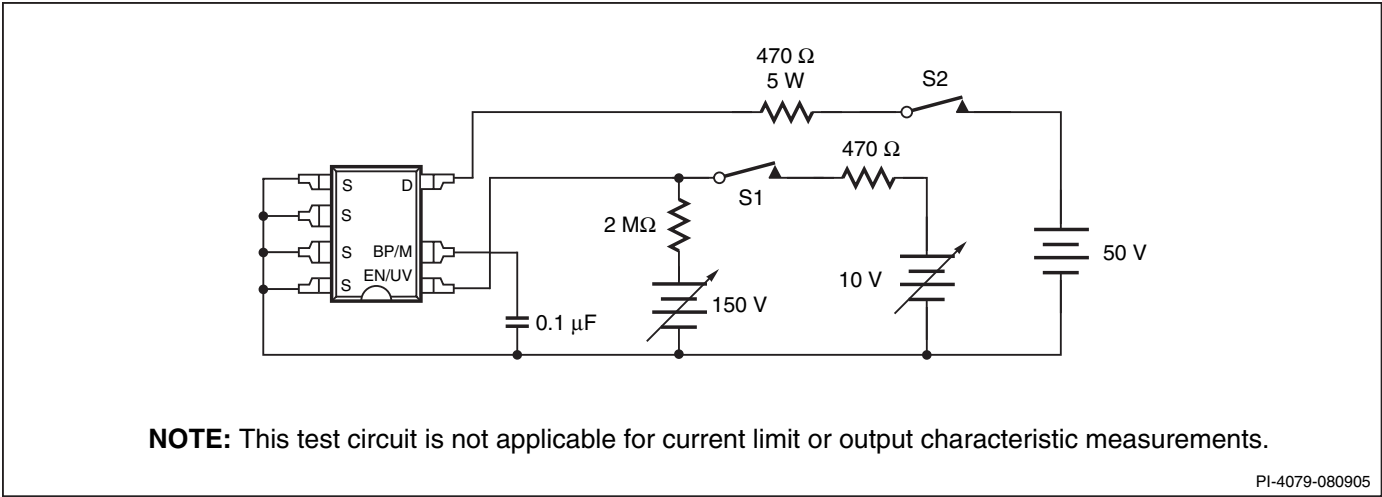 470 Ω
5 W
S2
470 Ω
S1
S D
S
S BP/M
S EN/UV
2 MΩ
150 V
10 V
50 V
0.1 µF
NOTE: This test circuit is not applicable for current limit or output characteristic measurements.
PI-4079-080905